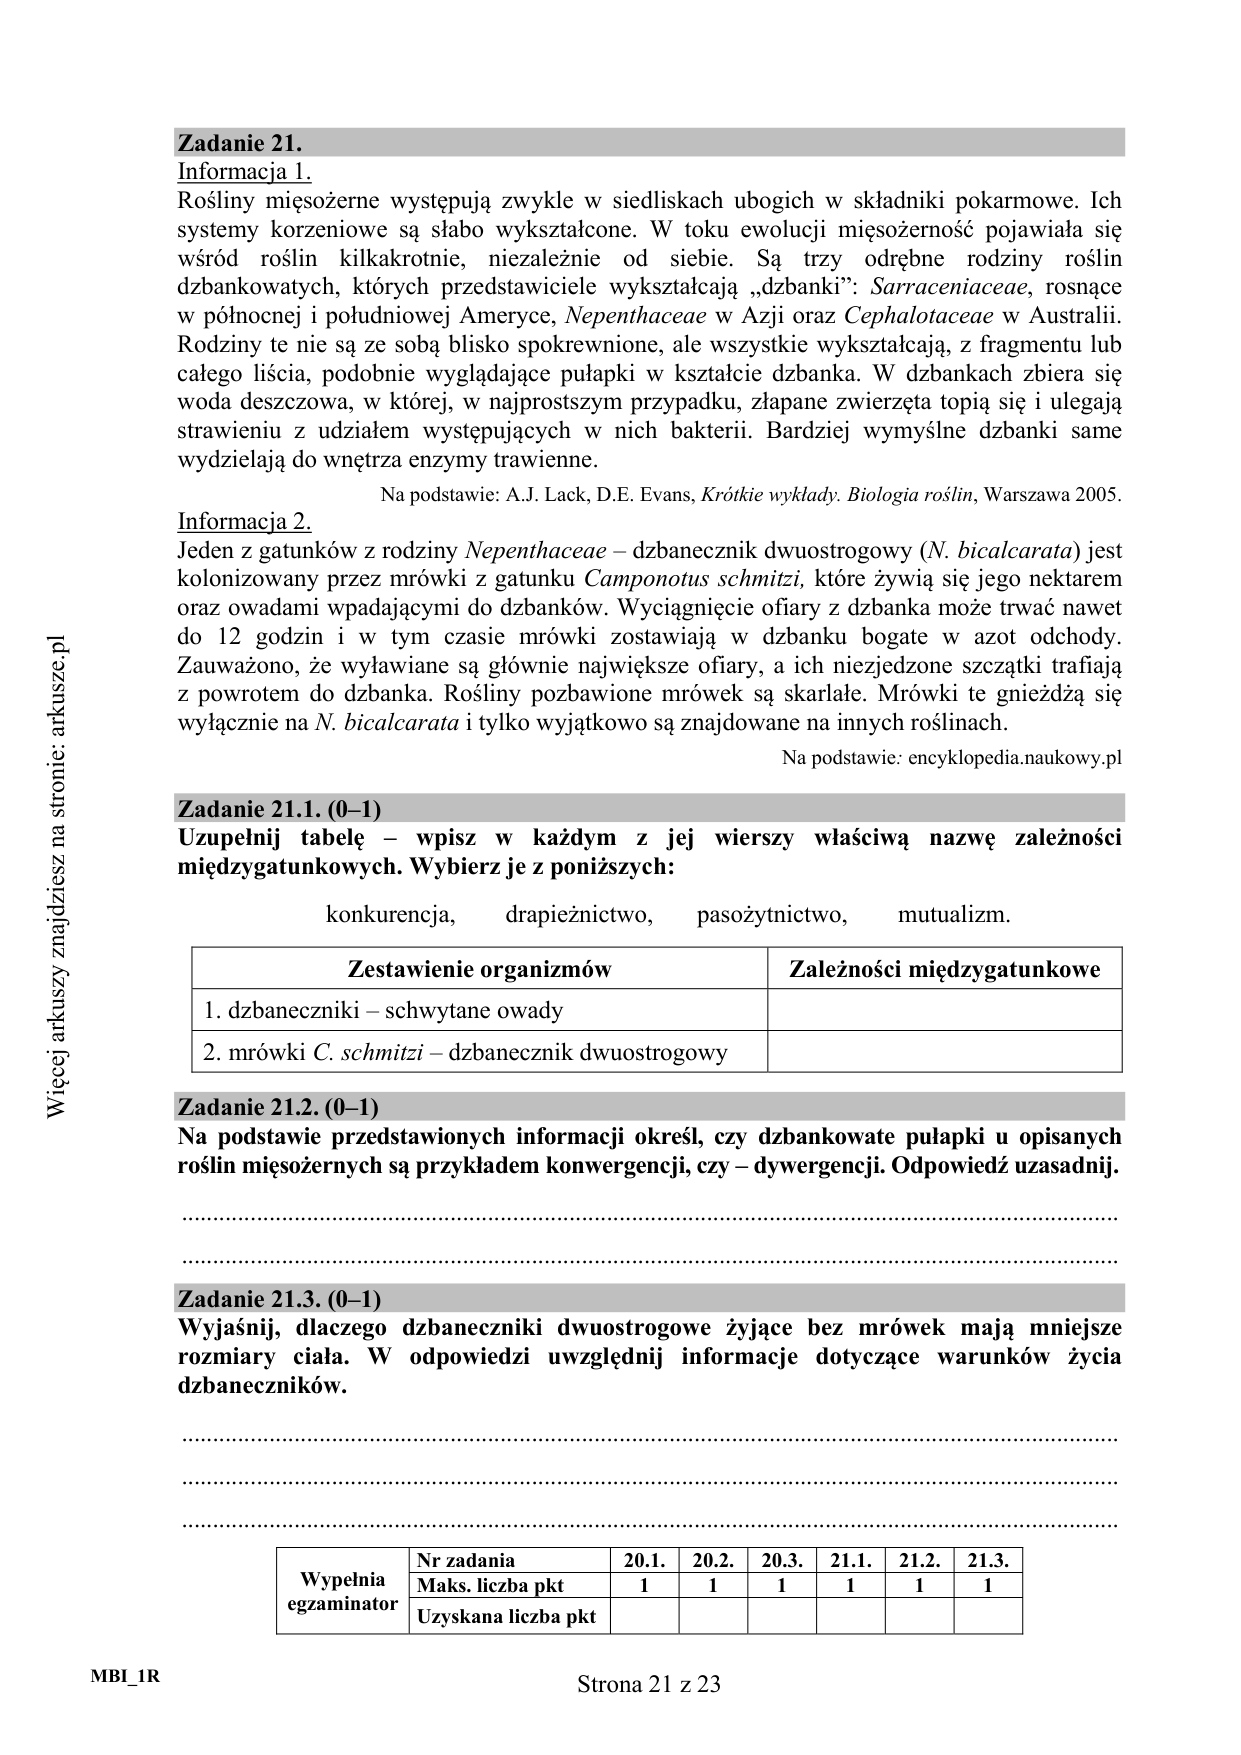 Zadanie 21.
Informacja 1.
Rośliny mięsożerne występują zwykle w siedliskach ubogich w składniki pokarmowe. Ich
systemy korzeniowe są słabo wykształcone. W toku ewolucji mięsożerność pojawiała się
wśród roślin kilkakrotnie, niezależnie od siebie. Są trzy odrębne rodziny roślin
dzbankowatych, których przedstawiciele wykształcają „dzbanki”: Sarraceniaceae, rosnące
w północnej i południowej Ameryce, Nepenthaceae w Azji oraz Cephalotaceae w Australii.
Rodziny te nie są ze sobą blisko spokrewnione, ale wszystkie wykształcają, z fragmentu lub
całego liścia, podobnie wyglądające pułapki w kształcie dzbanka. W dzbankach zbiera się
woda deszczowa, w której, w najprostszym przypadku, złapane zwierzęta topią się i ulegają
strawieniu z udziałem występujących w nich bakterii. Bardziej wymyślne dzbanki same
wydzielają do wnętrza enzymy trawienne.
Na podstawie: A.J. Lack, D.E. Evans, Krótkie wykłady. Biologia roślin, Warszawa 2005.
Informacja 2.
Jeden z gatunków z rodziny Nepenthaceae – dzbanecznik dwuostrogowy (N. bicalcarata) jest
kolonizowany przez mrówki z gatunku Camponotus schmitzi, które żywią się jego nektarem
oraz owadami wpadającymi do dzbanków. Wyciągnięcie ofiary z dzbanka może trwać nawet
do 12 godzin i w tym czasie mrówki zostawiają w dzbanku bogate w azot odchody.
Zauważono, że wyławiane są głównie największe ofiary, a ich niezjedzone szczątki trafiają
z powrotem do dzbanka. Rośliny pozbawione mrówek są skarlałe. Mrówki te gnieżdżą się
wyłącznie na N. bicalcarata i tylko wyjątkowo są znajdowane na innych roślinach.
Na podstawie: encyklopedia.naukowy.pl
Zadanie 21.1. (0–1)
Uzupełnij tabelę – wpisz w każdym z jej wierszy właściwą nazwę zależności
międzygatunkowych. Wybierz je z poniższych:
konkurencja, drapieżnictwo, pasożytnictwo, mutualizm.
Zestawienie organizmów Zależności międzygatunkowe
1. dzbaneczniki – schwytane owady
2. mrówki C. schmitzi – dzbanecznik dwuostrogowy
Zadanie 21.2. (0–1)
Na podstawie przedstawionych informacji określ, czy dzbankowate pułapki u opisanych
roślin mięsożernych są przykładem konwergencji, czy – dywergencji. Odpowiedź uzasadnij.
Zadanie 21.3. (0–1)
Wyjaśnij, dlaczego dzbaneczniki dwuostrogowe żyjące bez mrówek mają mniejsze
rozmiary ciała. W odpowiedzi uwzględnij informacje dotyczące warunków życia
dzbaneczników.
Wypełnia egzaminator
Nr zadania 20.1. 20.2. 20.3. 21.1. 21.2. 21.3.
Maks. liczba pkt 1 1 1 1 1 1
Uzyskana liczba pkt
MBI_1R
Strona 21 z 23
Więcej arkuszy znajdziesz na stronie: arkusze.pl